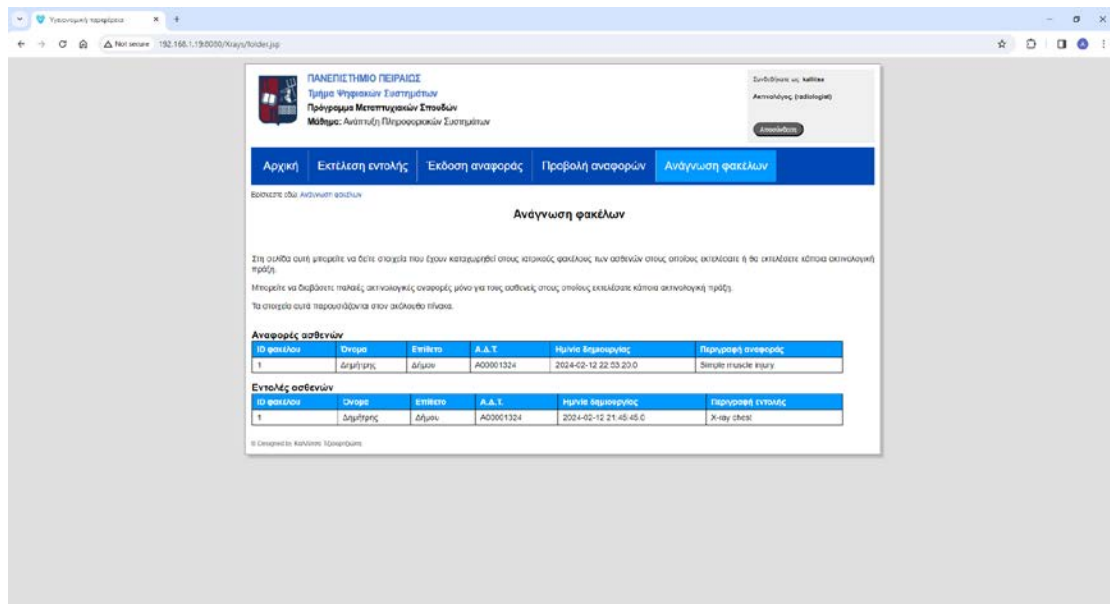 Υγειονομική περιφέρεια
Not secure 192.168.1.19:8080/Xrays/folder.jsp
ΠΑΝΕΠΙΣΤΗΜΙΟ ΠΕΙΡΑΙΩΣ
Τμήμα Ψηφιακών Συστημάτων
Πρόγραμμα Μεταπτυχιακών Σπουδών
Μάθημα: Ανάπτυξη Πληροφοριακών Συστημάτων
Συνδεθήκατε ως: kallitsa
Ακτινολόγος, (radiologist)
Αποσύνδεση
Αρχική Εκτέλεση εντολής Έκδοση αναφοράς Προβολή αναφορών Ανάγνωση φακέλων
Βρίσκεστε εδώ: Ανάγνωση φακέλων
Ανάγνωση φακέλων
Στη σελίδα αυτή μπορείτε να δείτε στοιχεία που έχουν καταχωρηθεί στους ιατρικούς φακέλους των ασθενών στους οποίους εκτελέσατε ή θα εκτελέσετε κάποια ακτινολογική
πράξη.
Μπορείτε να διαβάσετε παλαιές ακτινολογικές αναφορές μόνο για τους ασθενείς στους οποίους εκτελέσατε κάποια ακτινολογική πράξη.
Τα στοιχεία αυτά παρουσιάζονται στον ακόλουθο πίνακα.
Αναφορές ασθενών
ID φακέλου Όνομα Επίθετο Α.Δ.Τ. Ημ/νία δημιουργίας Περιγραφή αναφοράς
1 Δημήτρης Δήμου A00001324 2024-02-12 22:53:20.0 Simple muscle injury
Εντολές ασθενών
ID φακέλου Όνομα Επίθετο Α.Δ.Τ. Ημ/νία δημιουργίας Περιγραφή εντολής
1 Δημήτρης Δήμου A00001324 2024-02-12 21:45:45.0 X-ray chest
© Designed by